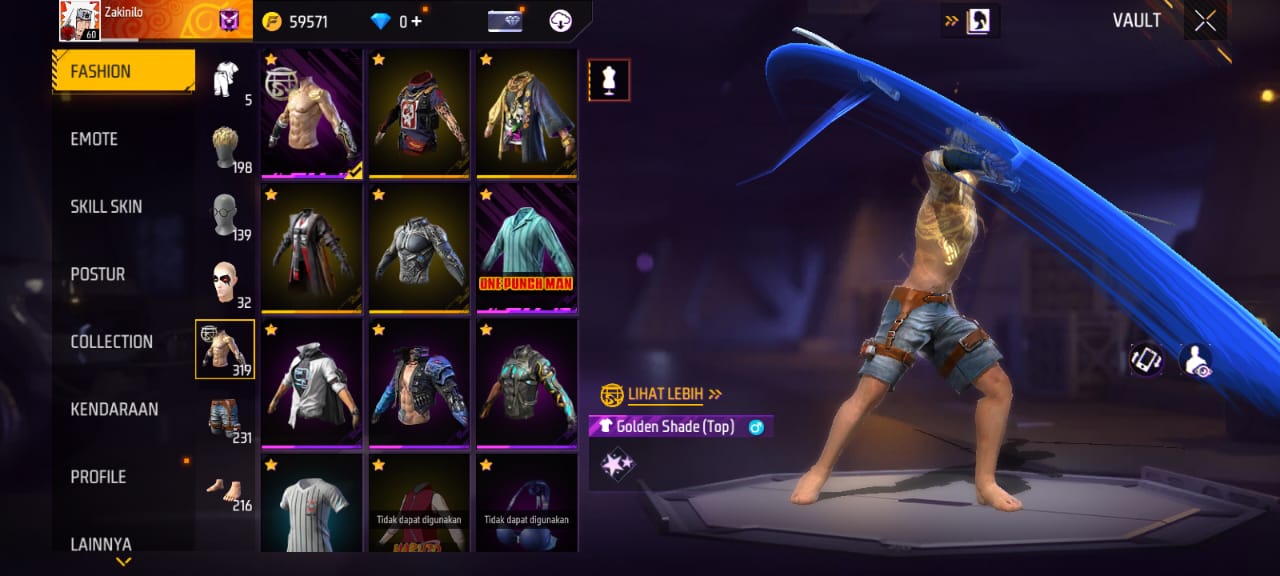 Zakinilo
60
59571
0 +
VAULT
FASHION
EMOTE
SKILL SKIN
POSTUR
COLLECTION
KENDARAAN
PROFILE
LAINNYA
5
198
139
32
319
231
216
ONE PUNCH MAN
Tidak dapat digunakan
Tidak dapat digunakan
LIHAT LEBIH
Golden Shade (Top)